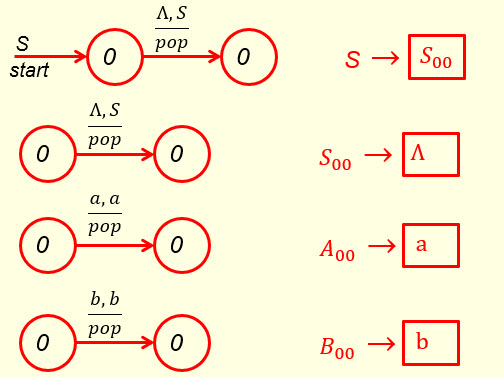 S
start
0
Λ, S
pop
0
S → S₀₀
0
Λ, S
pop
0
S₀₀ → Λ
0
a, a
pop
0
A₀₀ → a
0
b, b
pop
0
B₀₀ → b